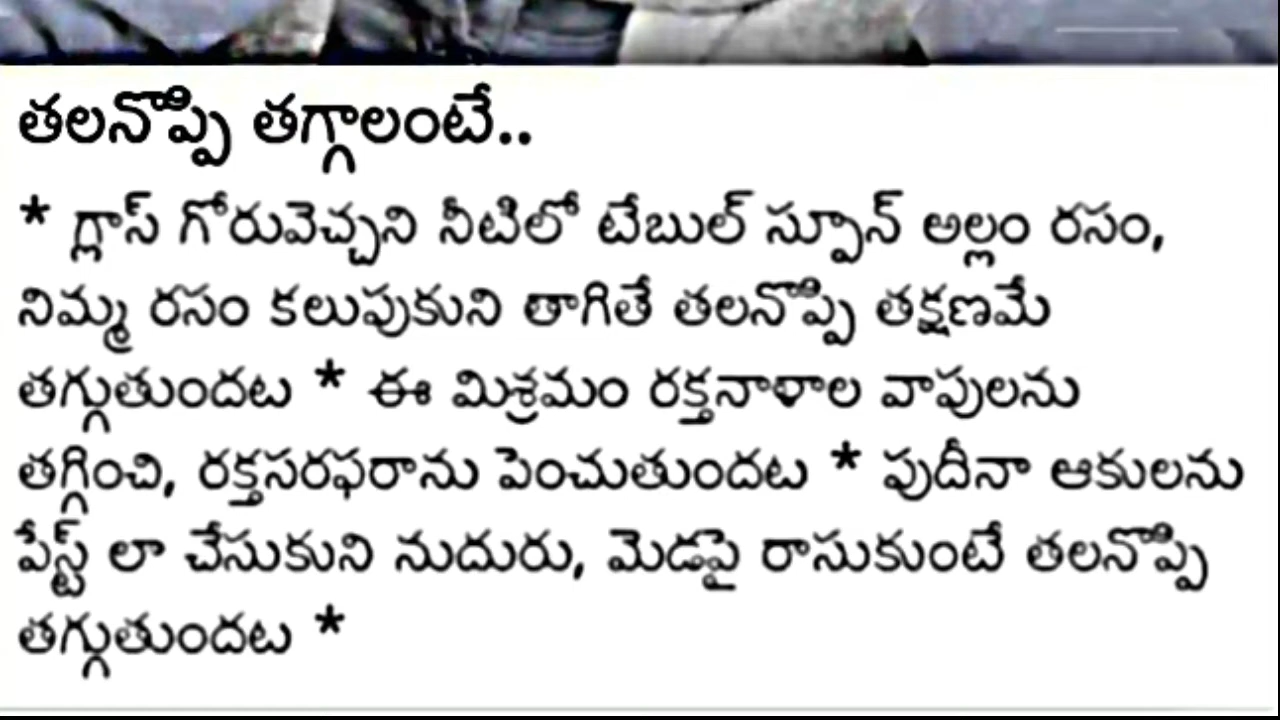 తలనొప్పి తగ్గాలంటే..
* గ్లాస్ గోరువెచ్చని నీటిలో టేబుల్ స్పూన్ అల్లం రసం,
నిమ్మ రసం కలుపుకుని తాగితే తలనొప్పి తక్షణమే
తగ్గుతుందట * ఈ మిశ్రమం రక్తనాళాల వాపులను
తగ్గించి, రక్తసరఫరాను పెంచుతుందట * పుదీనా ఆకులను
పేస్ట్ లా చేసుకుని నుదురు, మెడపై రాసుకుంటే తలనొప్పి
తగ్గుతుందట *